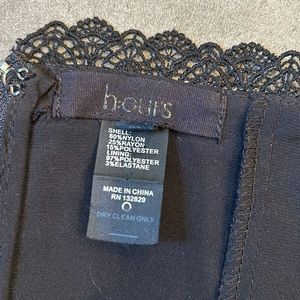 h:ours
SHELL:
60%NYLON
25%RAYON
15%POLYESTER
LINING:
97%POLYESTER
3%ELASTANE
MADE IN CHINA
RN 132829
DRY CLEAN ONLY